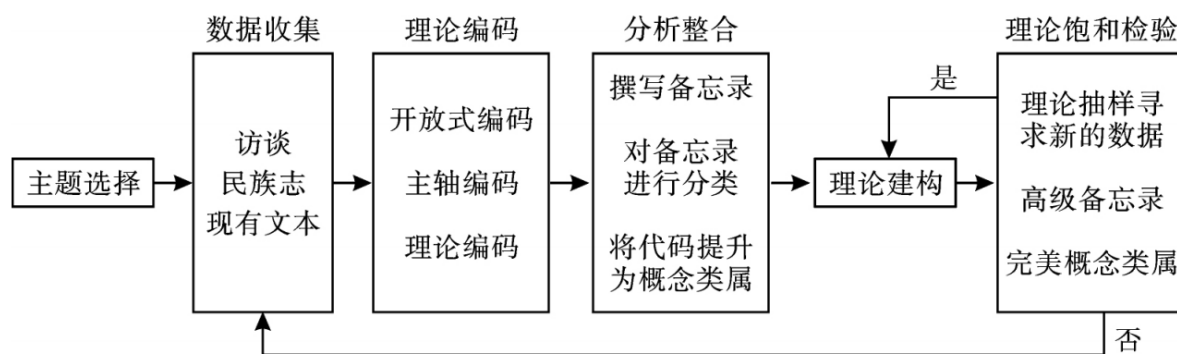 数据收集
理论编码
分析整合
理论饱和检验
主题选择
访谈
民族志
现有文本
开放式编码
主轴编码
理论编码
撰写备忘录
对备忘录
进行分类
将代码提升
为概念类属
是
理论建构
理论抽样寻
求新的数据
高级备忘录
完美概念类属
否